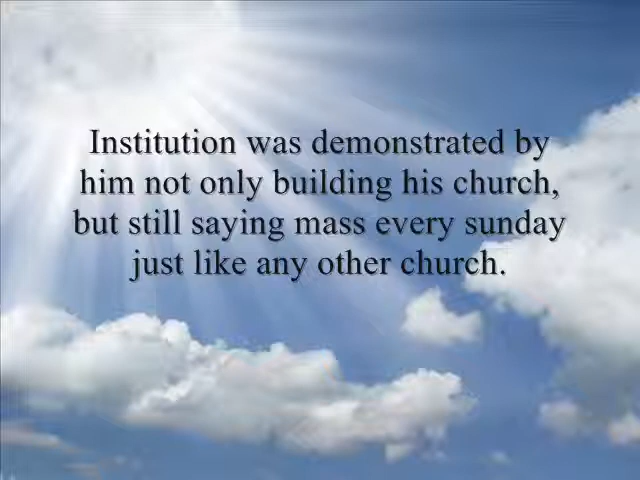 Institution was demonstrated by
him not only building his church,
but still saying mass every sunday
just like any other church.